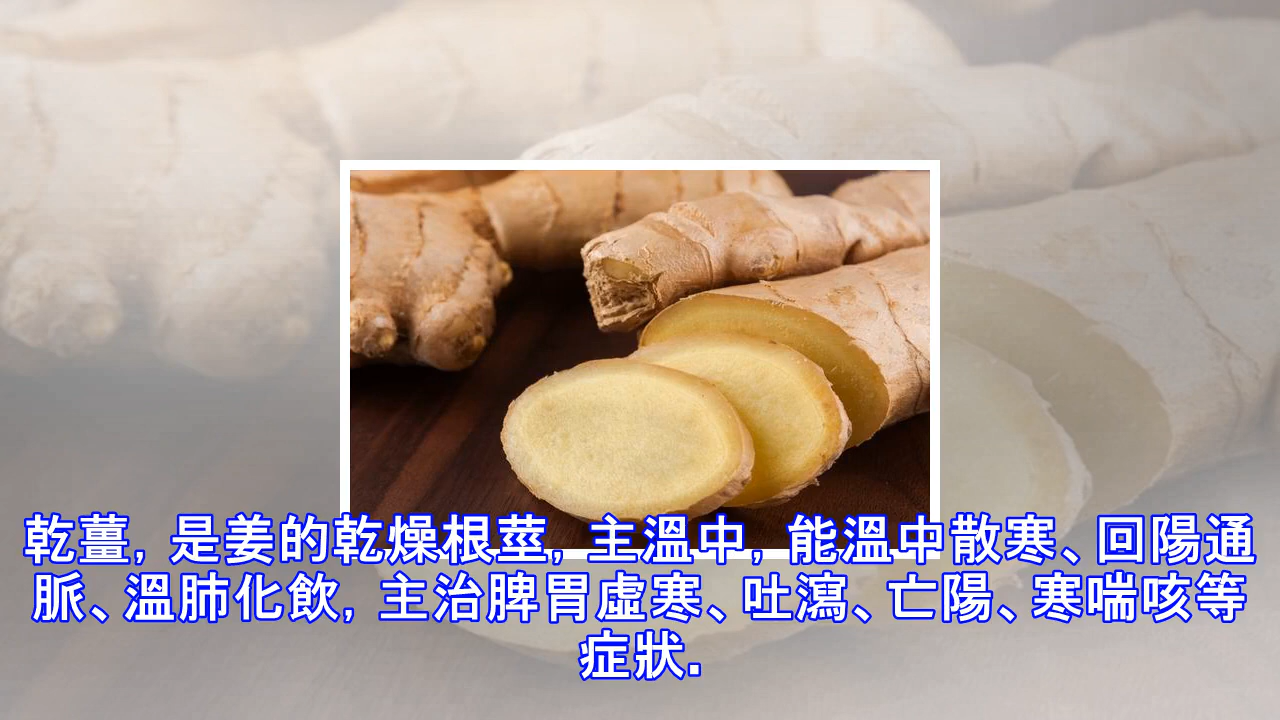 乾薑, 是姜的乾燥根莖, 主溫中, 能溫中散寒、回陽通
脈、溫肺化飲, 主治脾胃虛寒、吐瀉、亡陽、寒喘咳等
症狀.